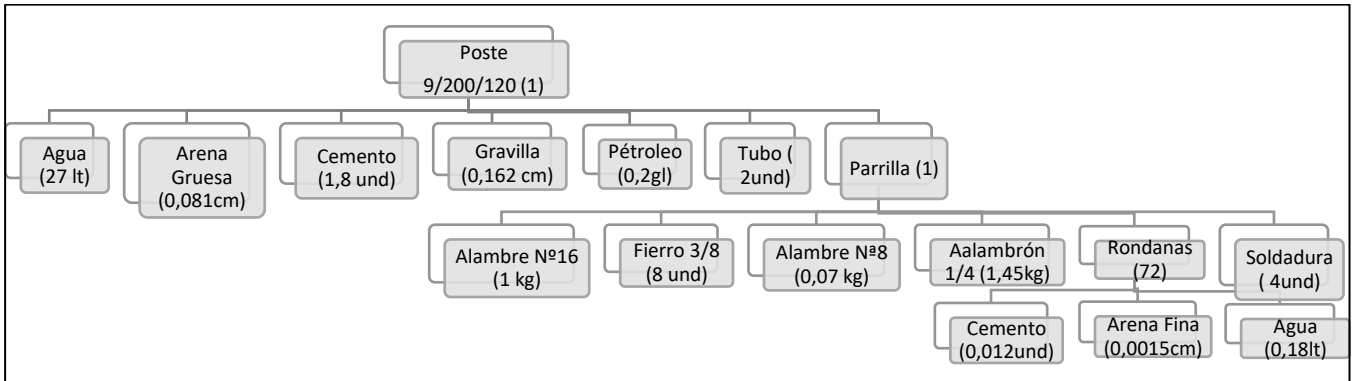 Poste
9/200/120 (1)
Agua
(27 lt)
Arena
Gruesa
(0,081cm)
Cemento
(1,8 und)
Gravilla
(0,162 cm)
Pétroleo
(0,2gl)
Tubo (
2und)
Parrilla (1)
Alambre Nº16
(1 kg)
Fierro 3/8
(8 und)
Alambre Nª8
(0,07 kg)
Aalambrón
1/4 (1,45kg)
Rondanas
(72)
Soldadura
( 4und)
Cemento
(0,012und)
Arena Fina
(0,0015cm)
Agua
(0,18lt)